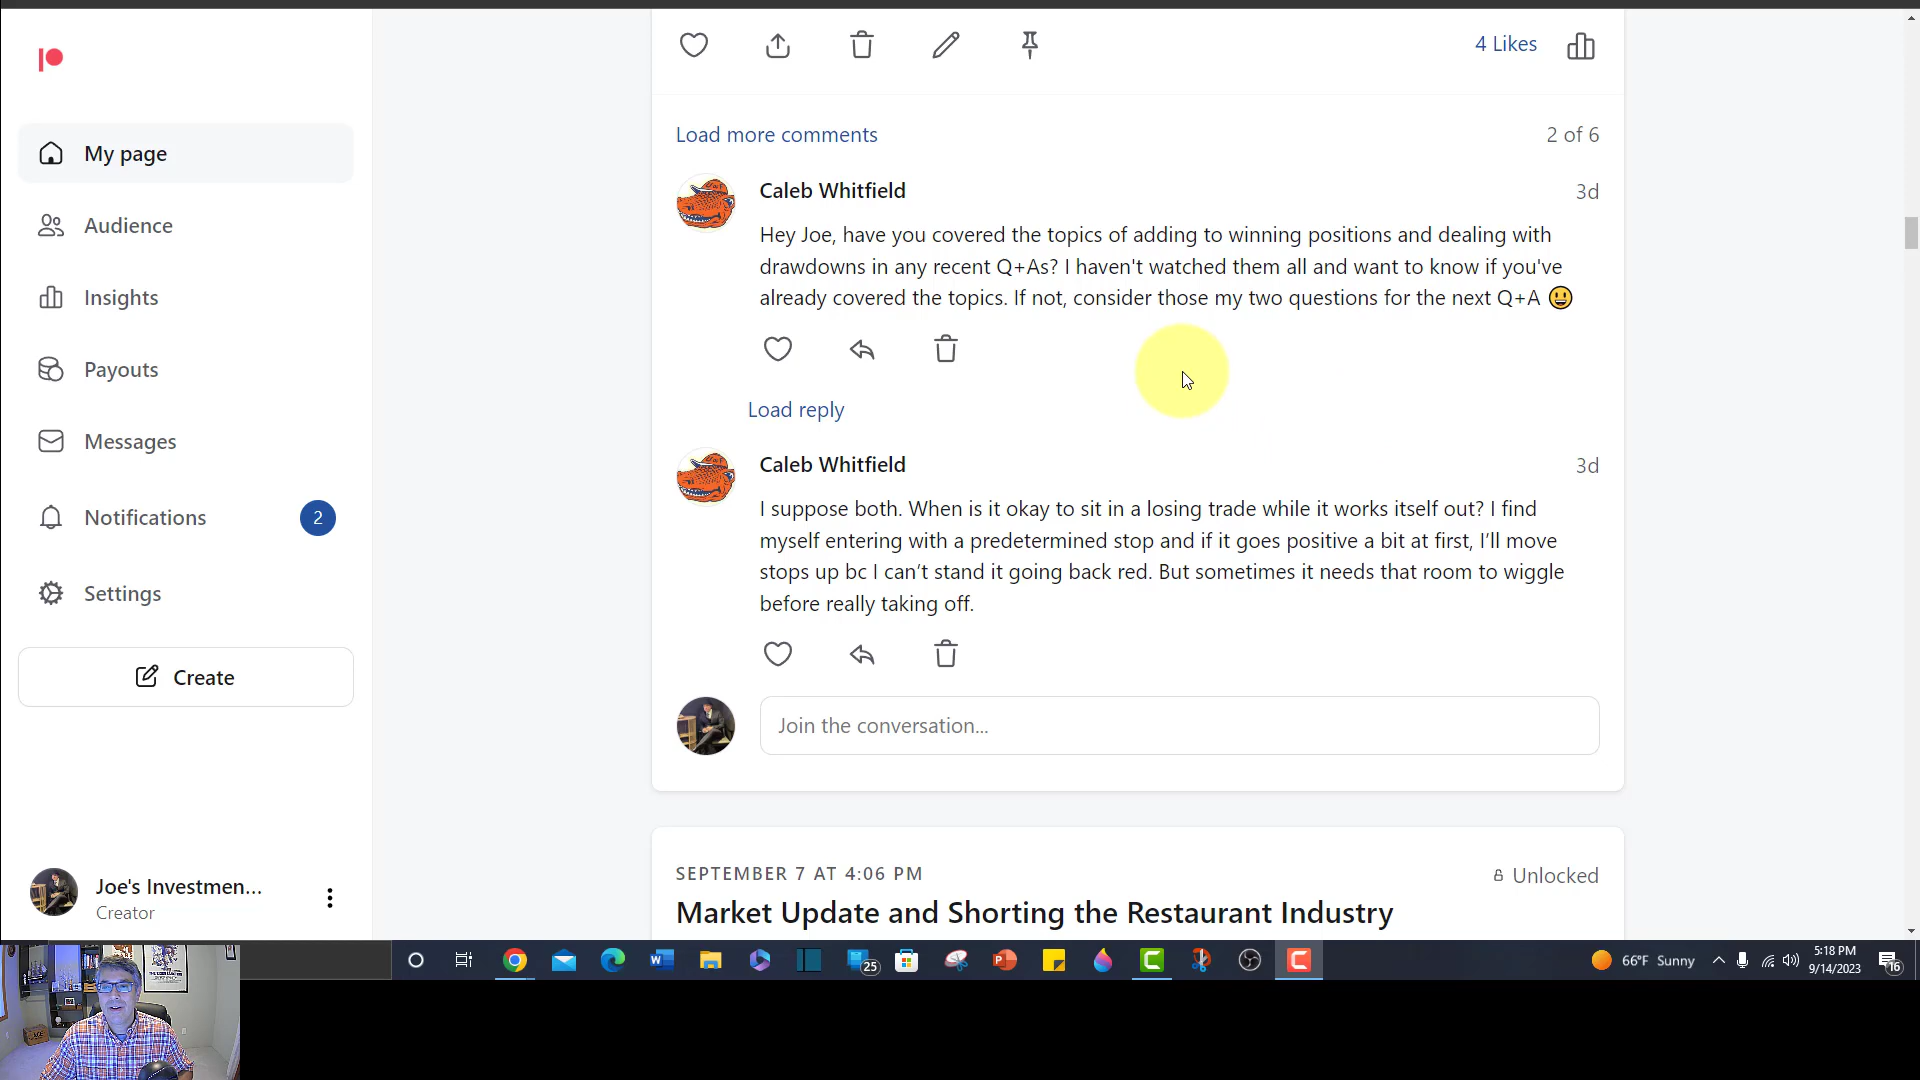 4 Likes
Load more comments
2 of 6
My page
Caleb Whitfield
3d
Audience
Hey Joe, have you covered the topics of adding to winning positions and dealing with
drawdowns in any recent Q+As? I haven't watched them all and want to know if you've
already covered the topics. If not, consider those my two questions for the next Q+A 😃
Insights
Payouts
Load reply
Messages
Caleb Whitfield
3d
Notifications
2
I suppose both. When is it okay to sit in a losing trade while it works itself out? I find
myself entering with a predetermined stop and if it goes positive a bit at first, I’ll move
stops up bc I can’t stand it going back red. But sometimes it needs that room to wiggle
before really taking off.
Settings
Create
Join the conversation...
Joe's Investmen...
Creator
SEPTEMBER 7 AT 4:06 PM
Unlocked
Market Update and Shorting the Restaurant Industry
25
66°F Sunny
5:18 PM
9/14/2023
16